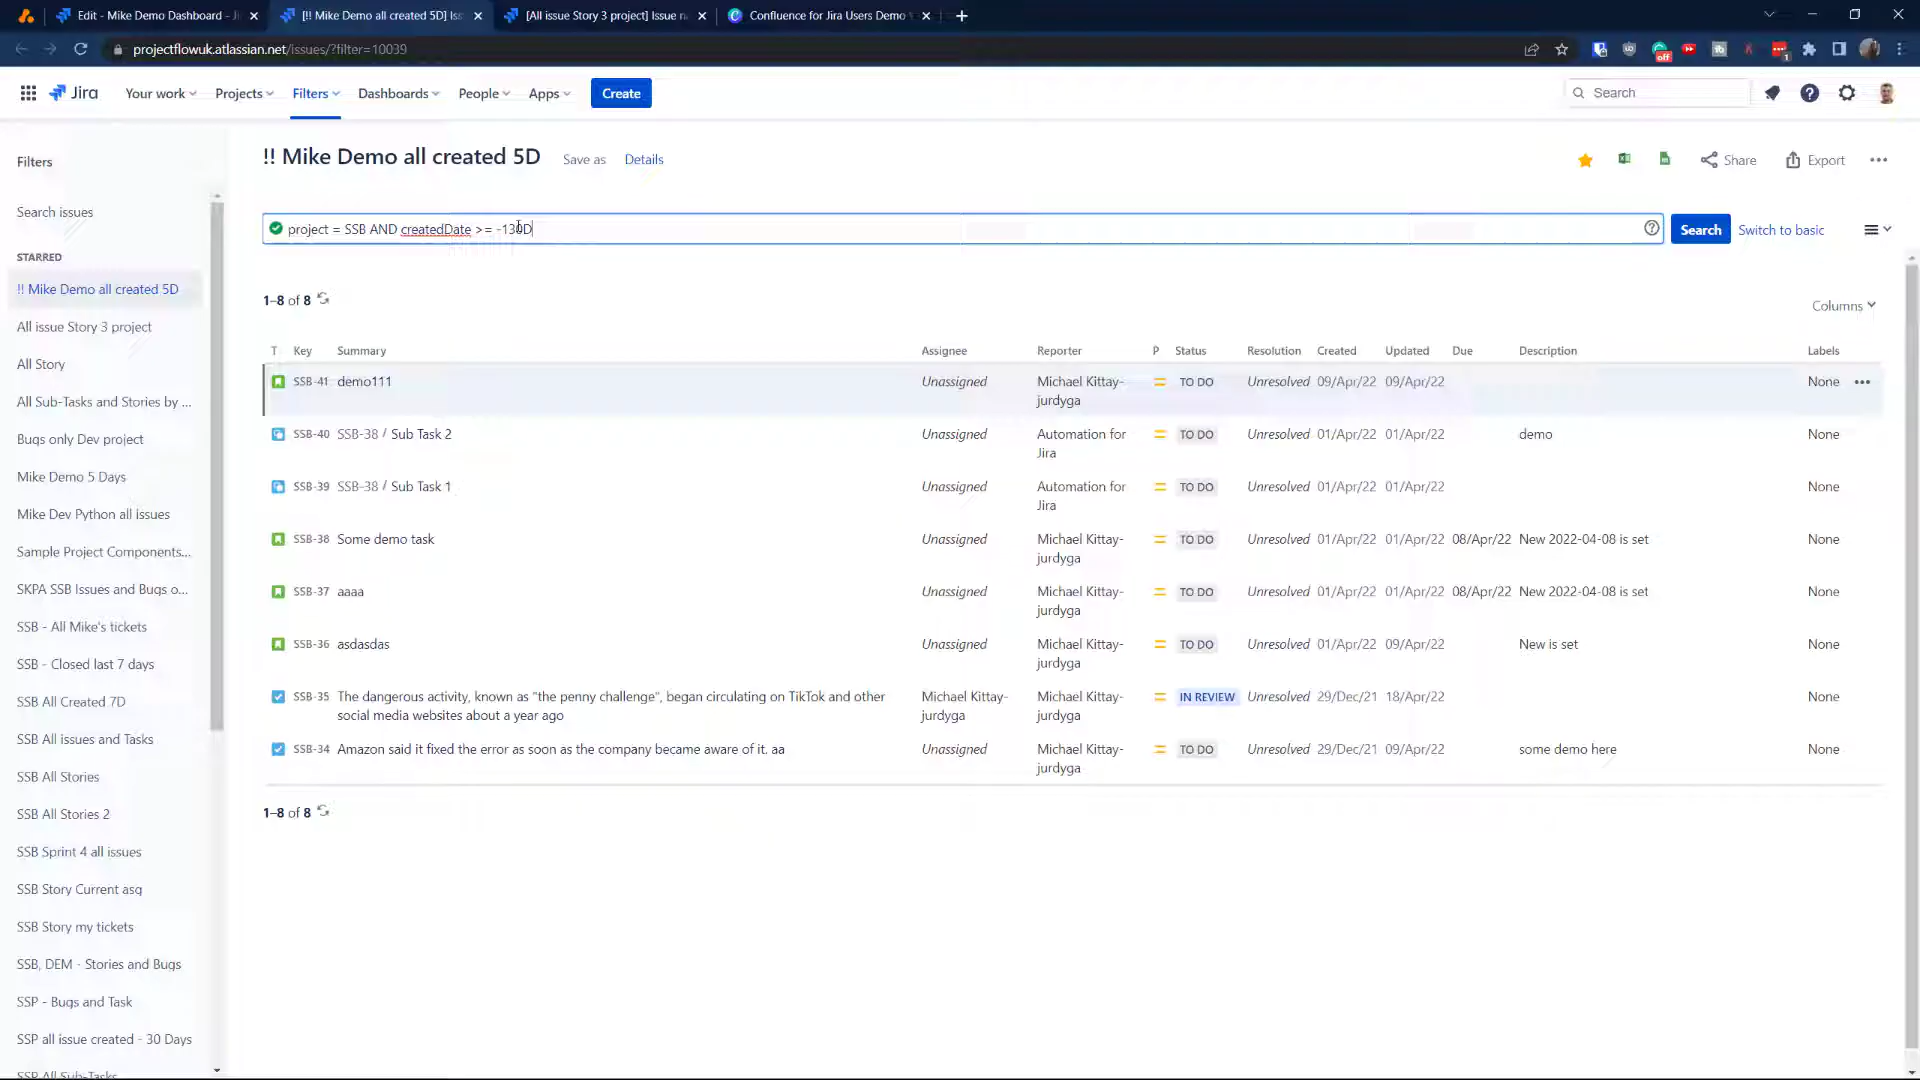 Edit - Mike Demo Dashboard - Ji
[!! Mike Demo all created 5D] Iss
[All issue Story 3 project] Issue na
Confluence for Jira Users Demo
projectflowuk.atlassian.net/issues/?filter=10039
off
1
Jira
Your work
Projects
Filters
Dashboards
People
Apps
Create
Search
Filters
Search issues
STARRED
!! Mike Demo all created 5D
All issue Story 3 project
All Story
All Sub-Tasks and Stories by ...
Bugs only Dev project
Mike Demo 5 Days
Mike Dev Python all issues
Sample Project Components...
SKPA SSB Issues and Bugs o...
SSB - All Mike's tickets
SSB - Closed last 7 days
SSB All Created 7D
SSB All issues and Tasks
SSB All Stories
SSB All Stories 2
SSB Sprint 4 all issues
SSB Story Current asq
SSB Story my tickets
SSB, DEM - Stories and Bugs
SSP - Bugs and Task
SSP all issue created - 30 Days
SSP All Sub-Tasks
!! Mike Demo all created 5D
Save as
Details
Share
Export
project = SSB AND createdDate >= -130D
Search
Switch to basic
1–8 of 8
Columns
T Key Summary Assignee Reporter P Status Resolution Created Updated Due Description Labels
SSB-41 demo111 Unassigned Michael Kittay-jurdyga TO DO Unresolved 09/Apr/22 09/Apr/22 None
SSB-40 SSB-38 / Sub Task 2 Unassigned Automation for Jira TO DO Unresolved 01/Apr/22 01/Apr/22 demo None
SSB-39 SSB-38 / Sub Task 1 Unassigned Automation for Jira TO DO Unresolved 01/Apr/22 01/Apr/22 None
SSB-38 Some demo task Unassigned Michael Kittay-jurdyga TO DO Unresolved 01/Apr/22 01/Apr/22 08/Apr/22 New 2022-04-08 is set None
SSB-37 aaaa Unassigned Michael Kittay-jurdyga TO DO Unresolved 01/Apr/22 01/Apr/22 08/Apr/22 New 2022-04-08 is set None
SSB-36 asdasdas Unassigned Michael Kittay-jurdyga TO DO Unresolved 01/Apr/22 09/Apr/22 New is set None
SSB-35 The dangerous activity, known as "the penny challenge", began circulating on TikTok and other social media websites about a year ago Michael Kittay-jurdyga Michael Kittay-jurdyga IN REVIEW Unresolved 29/Dec/21 18/Apr/22 None
SSB-34 Amazon said it fixed the error as soon as the company became aware of it. aa Unassigned Michael Kittay-jurdyga TO DO Unresolved 29/Dec/21 09/Apr/22 some demo here None
1–8 of 8